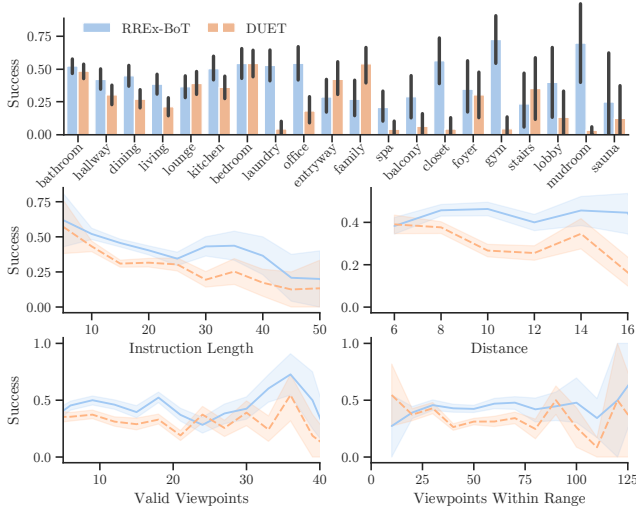 RREx-BoT DUET
Success
0.75
0.50
0.25
0.00
bathroom hallway dining living lounge kitchen bedroom laundry office entryway family spa balcony closet foyer gym stairs lobby mudroom sauna
Success
0.75
0.50
0.25
0.00
10 20 30 40 50
Instruction Length
0.4
0.2
0.0
6 8 10 12 14 16
Distance
Success
1.0
0.5
0.0
10 20 30 40
Valid Viewpoints
1.0
0.5
0.0
0 25 50 75 100 125
Viewpoints Within Range